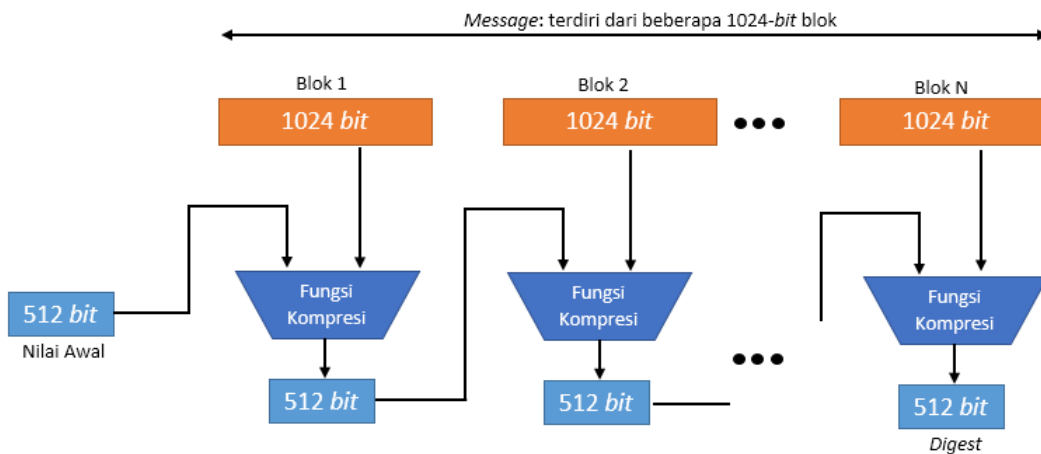 Message: terdiri dari beberapa 1024-bit blok
Blok 1
Blok 2
Blok N
1024 bit
1024 bit
1024 bit
Fungsi
Kompresi
Fungsi
Kompresi
Fungsi
Kompresi
512 bit
Nilai Awal
512 bit
512 bit
512 bit
Digest